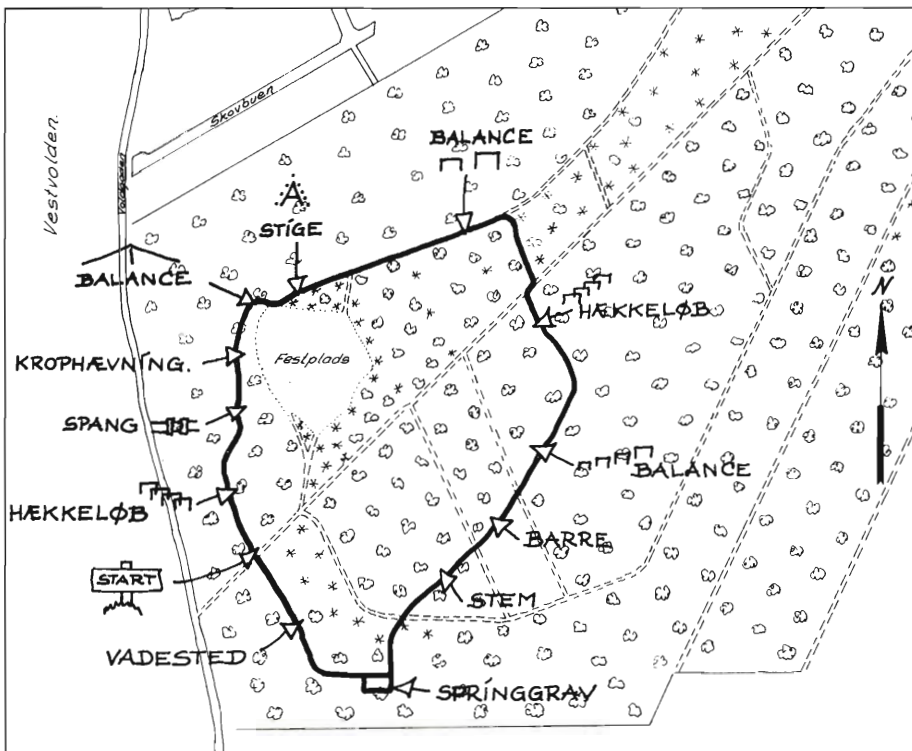 Skovbuen
Vestvolden.
Voldgaden
BALANCE
A
STIGE
BALANCE
N
HÆKKELØB
KROPHÆVNING.
Festplads
SPANG
BALANCE
HÆKKELØB
BARRE
START
STEM
VADESTED
SPRINGGRAV